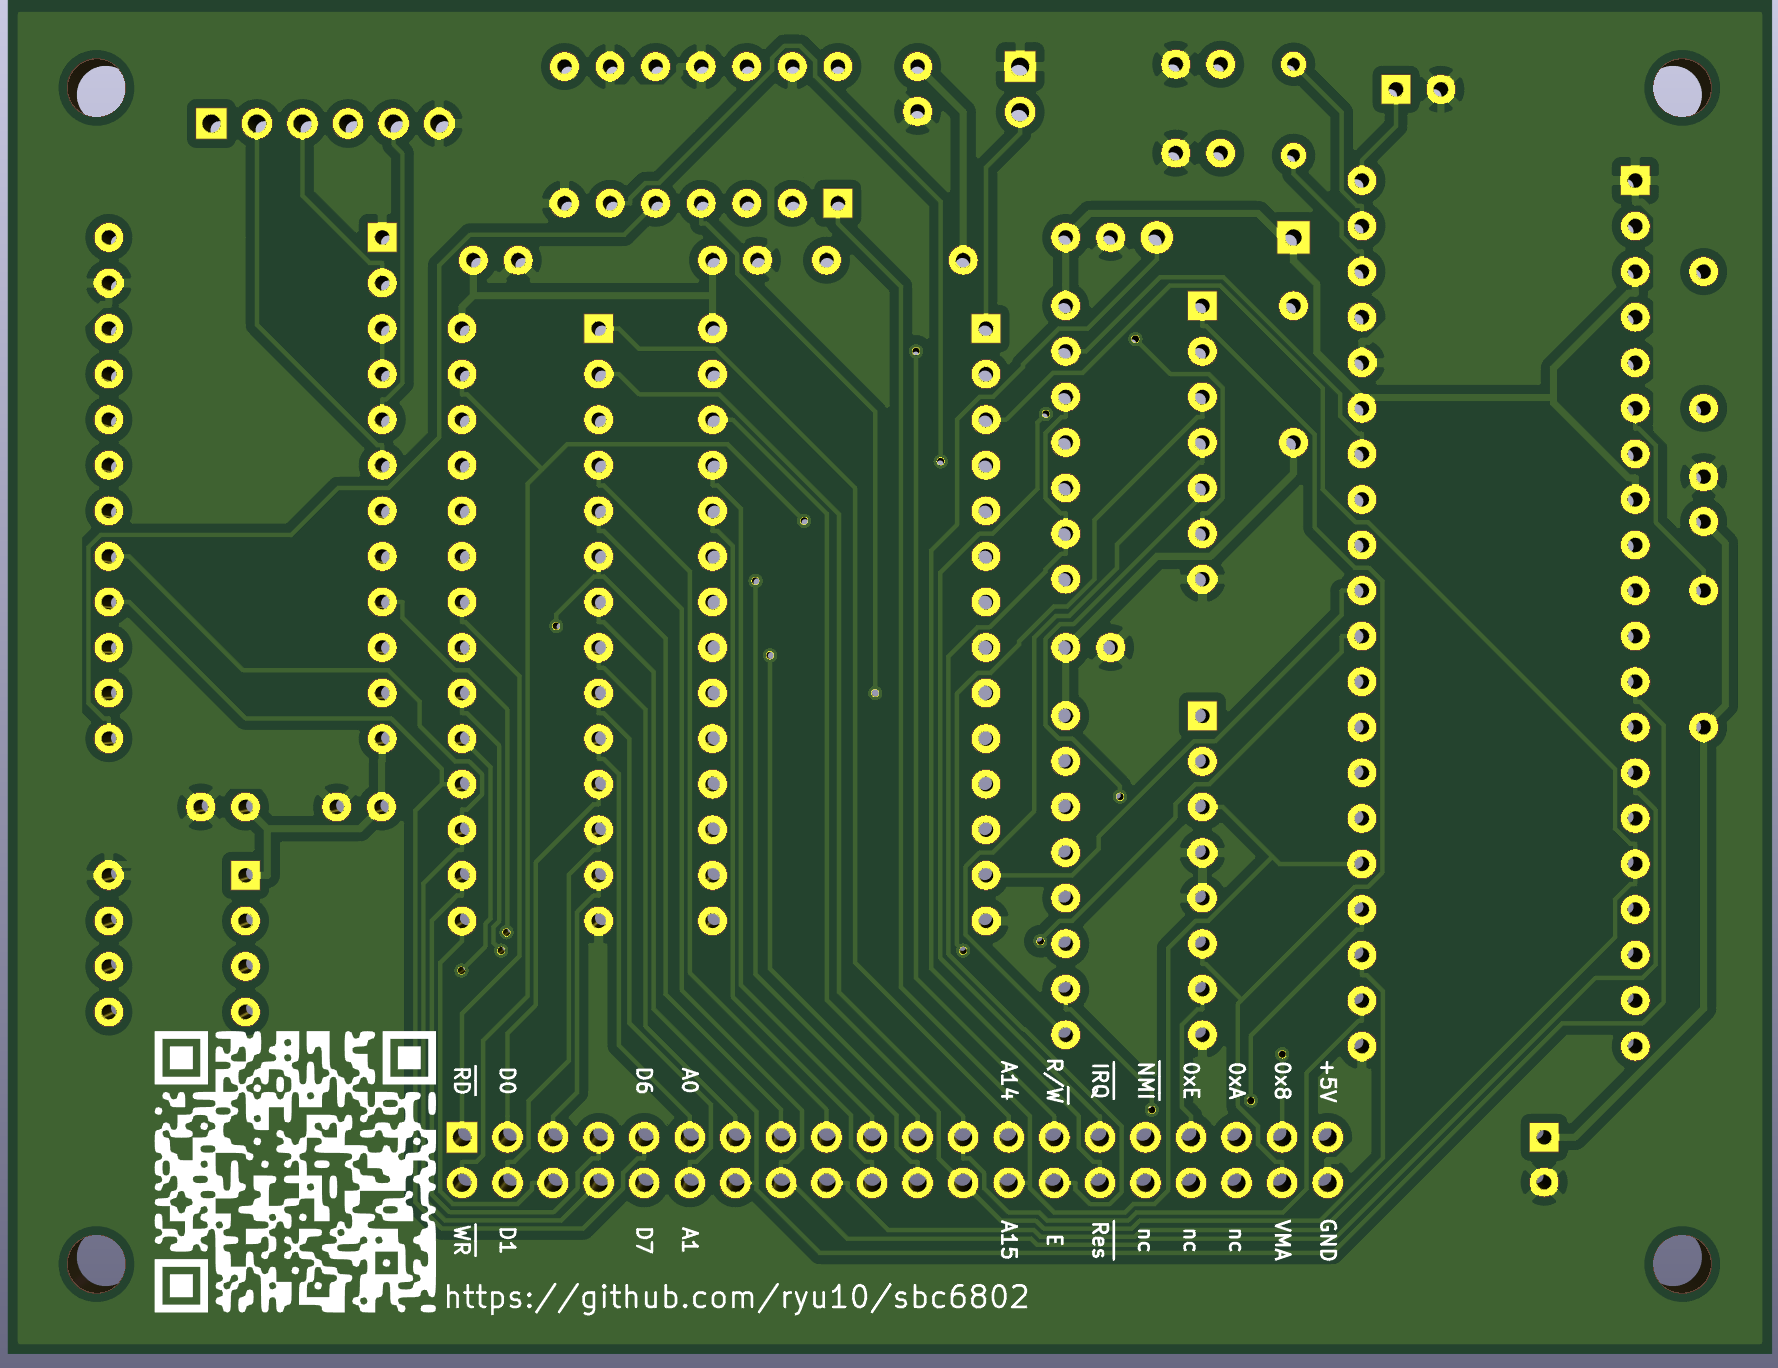 RD D0 D6 A0 A14 R/W IRQ NMI 0xE 0xA 0x8 +5V
WR D1 D7 A1 A15 E Res nc nc nc VMA GND
https://github.com/ryu10/sbc6802